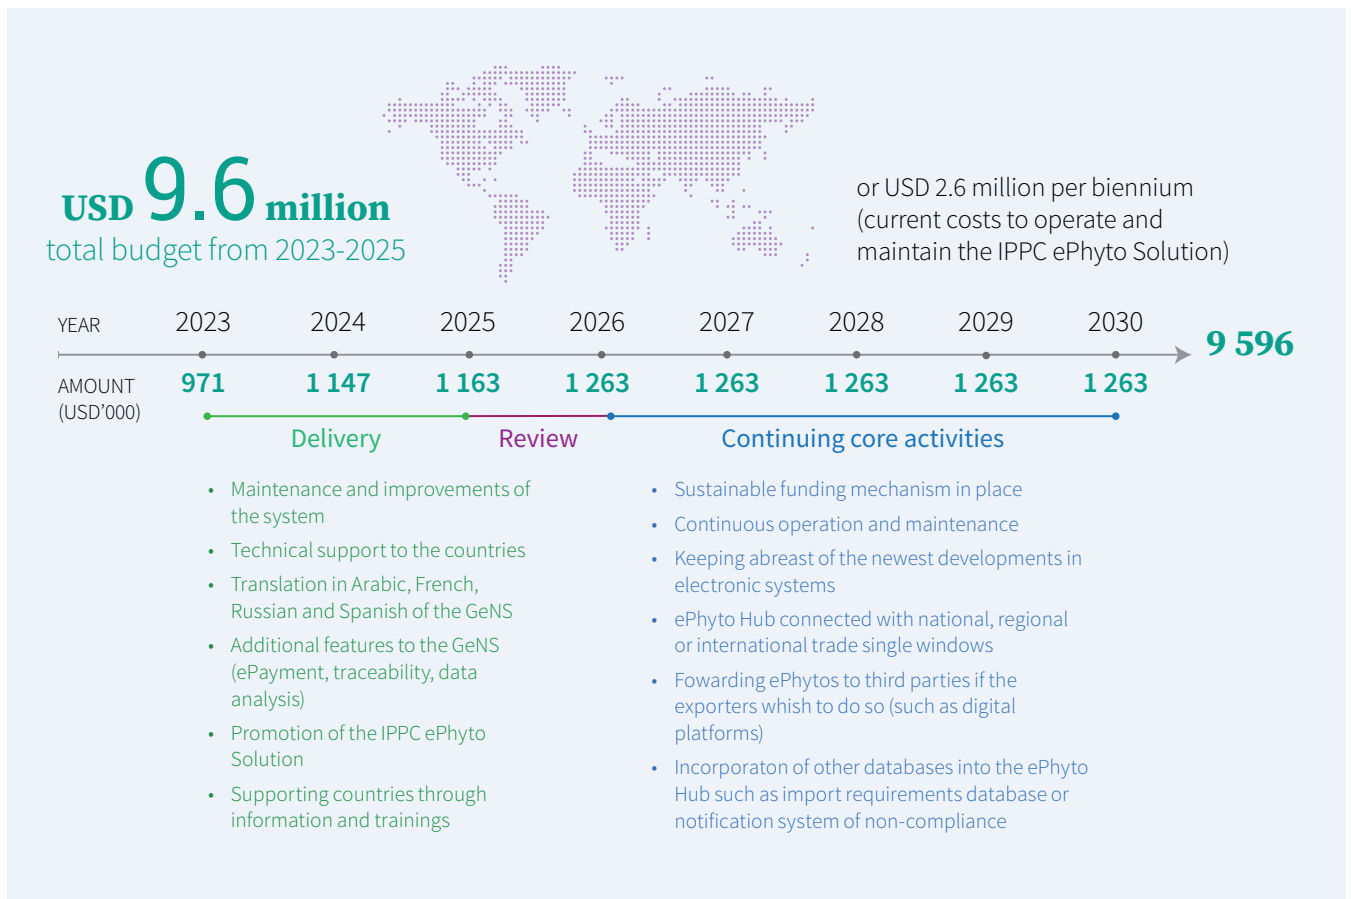 USD 9.6 million
total budget from 2023-2025
or USD 2.6 million per biennium
(current costs to operate and
maintain the IPPC ePhyto Solution)
YEAR 2023 2024 2025 2026 2027 2028 2029 2030
9 596
AMOUNT
(USD’000)
971 1 147 1 163 1 263 1 263 1 263 1 263 1 263
Delivery Review Continuing core activities
• Maintenance and improvements of
the system
• Technical support to the countries
• Translation in Arabic, French,
Russian and Spanish of the GeNS
• Additional features to the GeNS
(ePayment, traceability, data
analysis)
• Promotion of the IPPC ePhyto
Solution
• Supporting countries through
information and trainings
• Sustainable funding mechanism in place
• Continuous operation and maintenance
• Keeping abreast of the newest developments in
electronic systems
• ePhyto Hub connected with national, regional
or international trade single windows
• Fowarding ePhytos to third parties if the
exporters whish to do so (such as digital
platforms)
• Incorporaton of other databases into the ePhyto
Hub such as import requirements database or
notification system of non-compliance